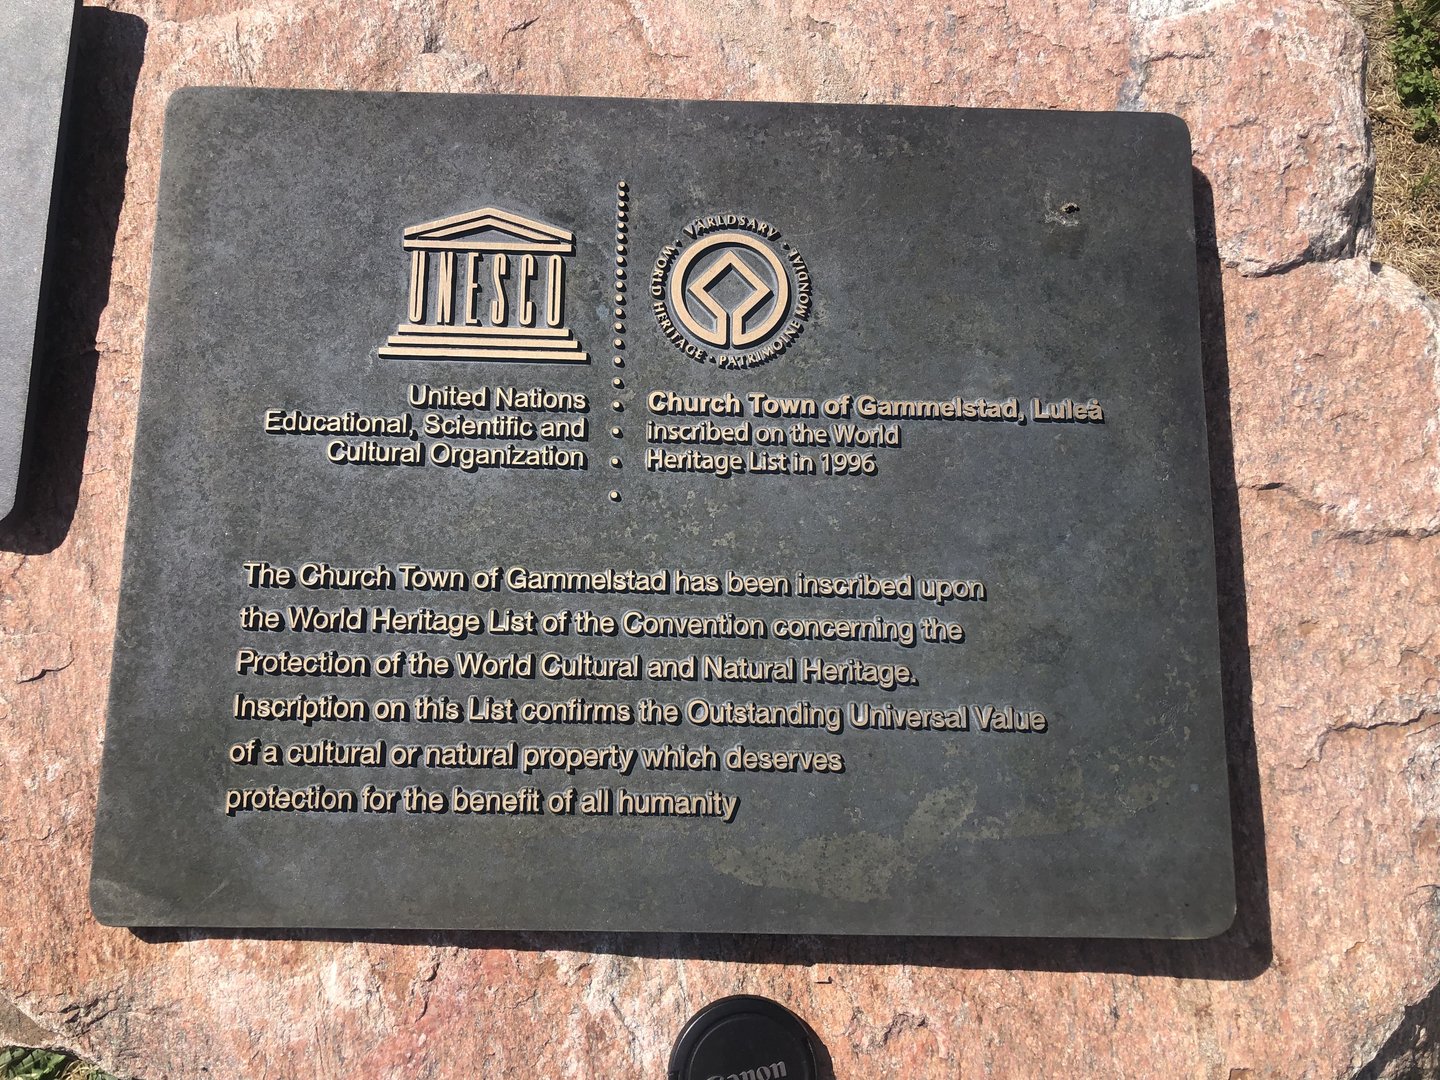 UNESCO
United Nations
Educational, Scientific and
Cultural Organization
VÄRLDSARV • PATRIMOINE MONDIAL • WORLD HERITAGE •
Church Town of Gammelstad, Luleå
inscribed on the World
Heritage List in 1996
The Church Town of Gammelstad has been inscribed upon
the World Heritage List of the Convention concerning the
Protection of the World Cultural and Natural Heritage.
Inscription on this List confirms the Outstanding Universal Value
of a cultural or natural property which deserves
protection for the benefit of all humanity
Canon